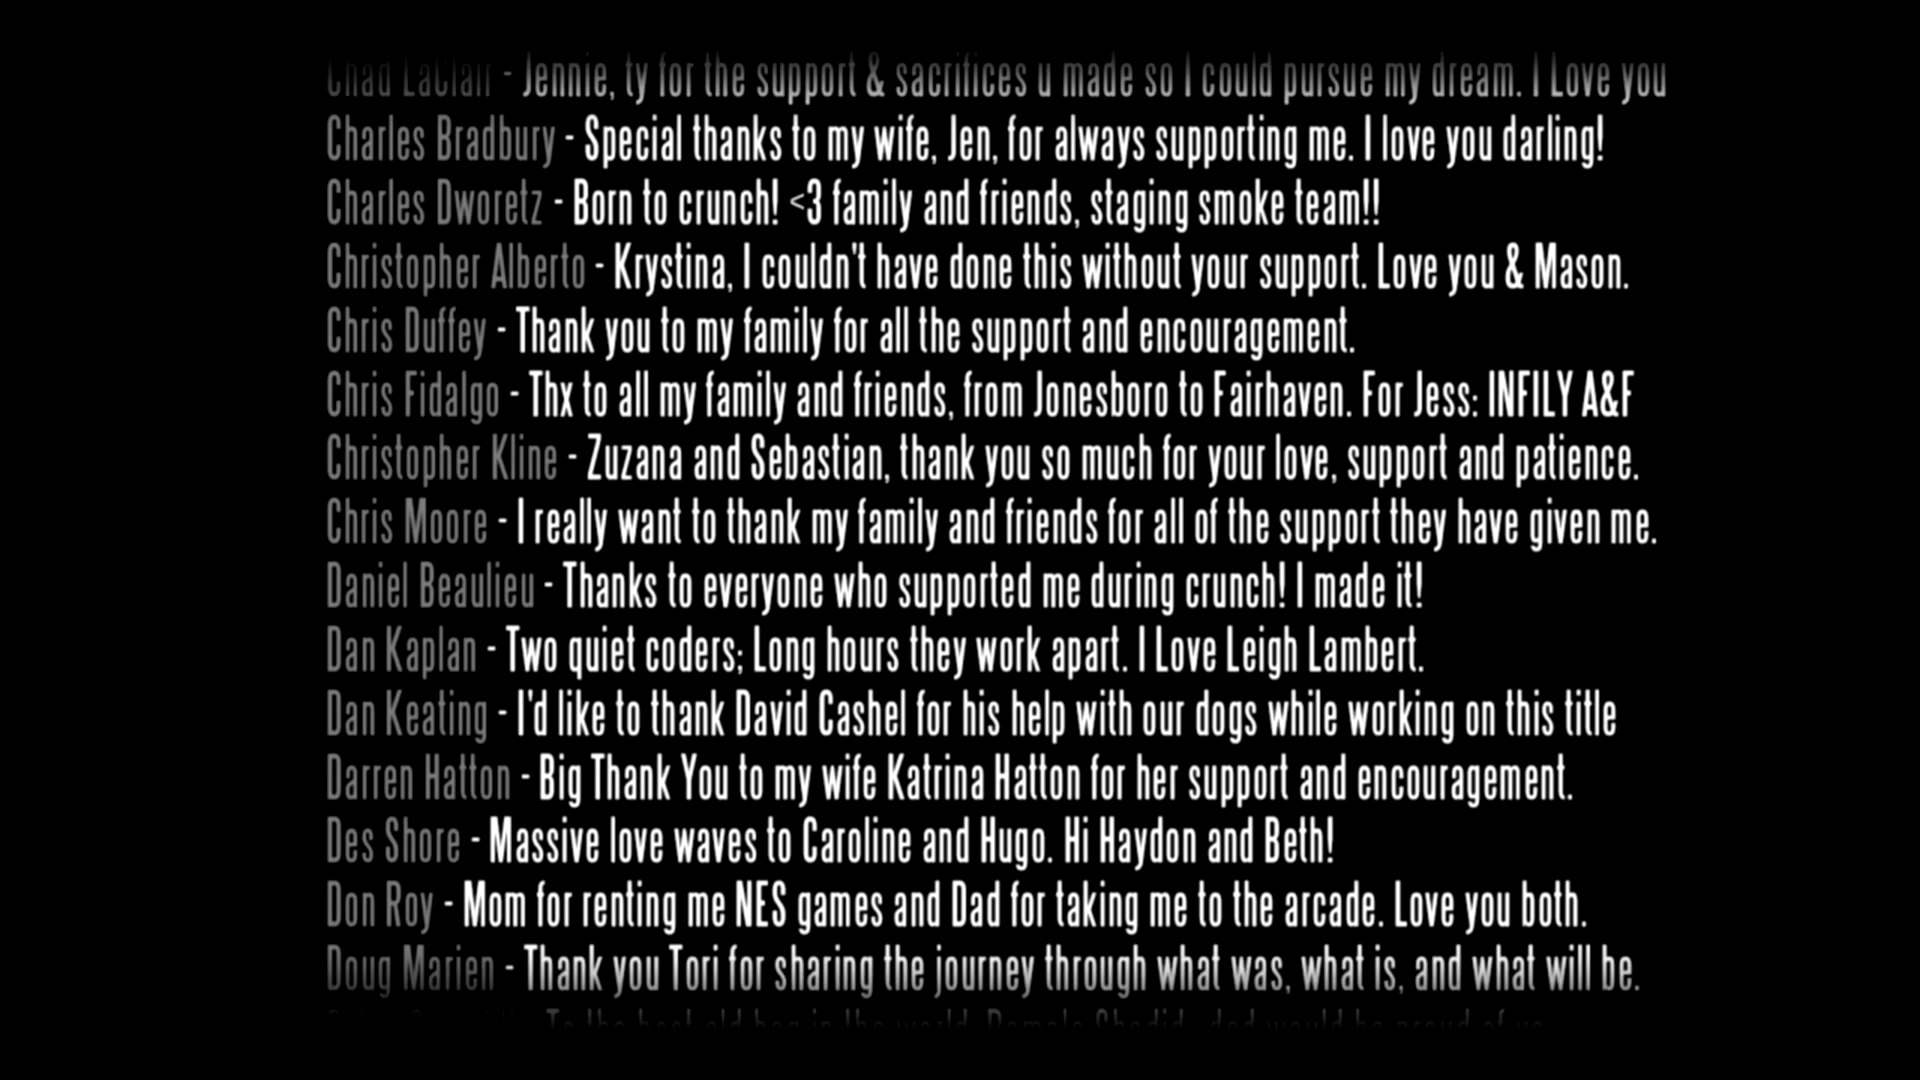 Chad LaClair - Jennie, ty for the support & sacrifices u made so I could pursue my dream. I Love you
Charles Bradbury - Special thanks to my wife, Jen, for always supporting me. I love you darling!
Charles Dworetz - Born to crunch! <3 family and friends, staging smoke team!!
Christopher Alberto - Krystina, I couldn't have done this without your support. Love you & Mason.
Chris Duffey - Thank you to my family for all the support and encouragement.
Chris Fidalgo - Thx to all my family and friends, from Jonesboro to Fairhaven. For Jess: INFILY A&F
Christopher Kline - Zuzana and Sebastian, thank you so much for your love, support and patience.
Chris Moore - I really want to thank my family and friends for all of the support they have given me.
Daniel Beaulieu - Thanks to everyone who supported me during crunch! I made it!
Dan Kaplan - Two quiet coders; Long hours they work apart. I Love Leigh Lambert.
Dan Keating - I'd like to thank David Cashel for his help with our dogs while working on this title
Darren Hatton - Big Thank You to my wife Katrina Hatton for her support and encouragement.
Des Shore - Massive love waves to Caroline and Hugo. Hi Haydon and Beth!
Don Roy - Mom for renting me NES games and Dad for taking me to the arcade. Love you both.
Doug Marien - Thank you Tori for sharing the journey through what was, what is, and what will be.
To the best old in the world, would be proud of